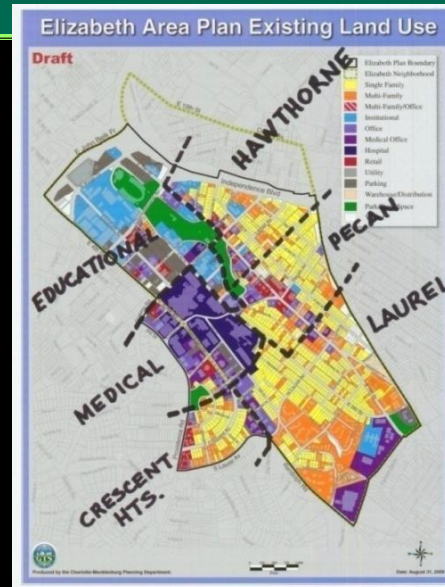 Elizabeth Area Plan Existing Land Use
Draft
Elizabeth Plan Boundary
Elizabeth Neighborhood
Single Family
Multi-Family
Multi-Family/Office
Institutional
Office
Medical Office
Hospital
Retail
Utility
Parking
Warehouse/Distribution
HAWTHORNE
Independence Blvd
PECAN
EDUCATIONAL
LAUREL
MEDICAL
CRESCENT
HTS.
Produced by the Charlotte-Mecklenburg Planning Department